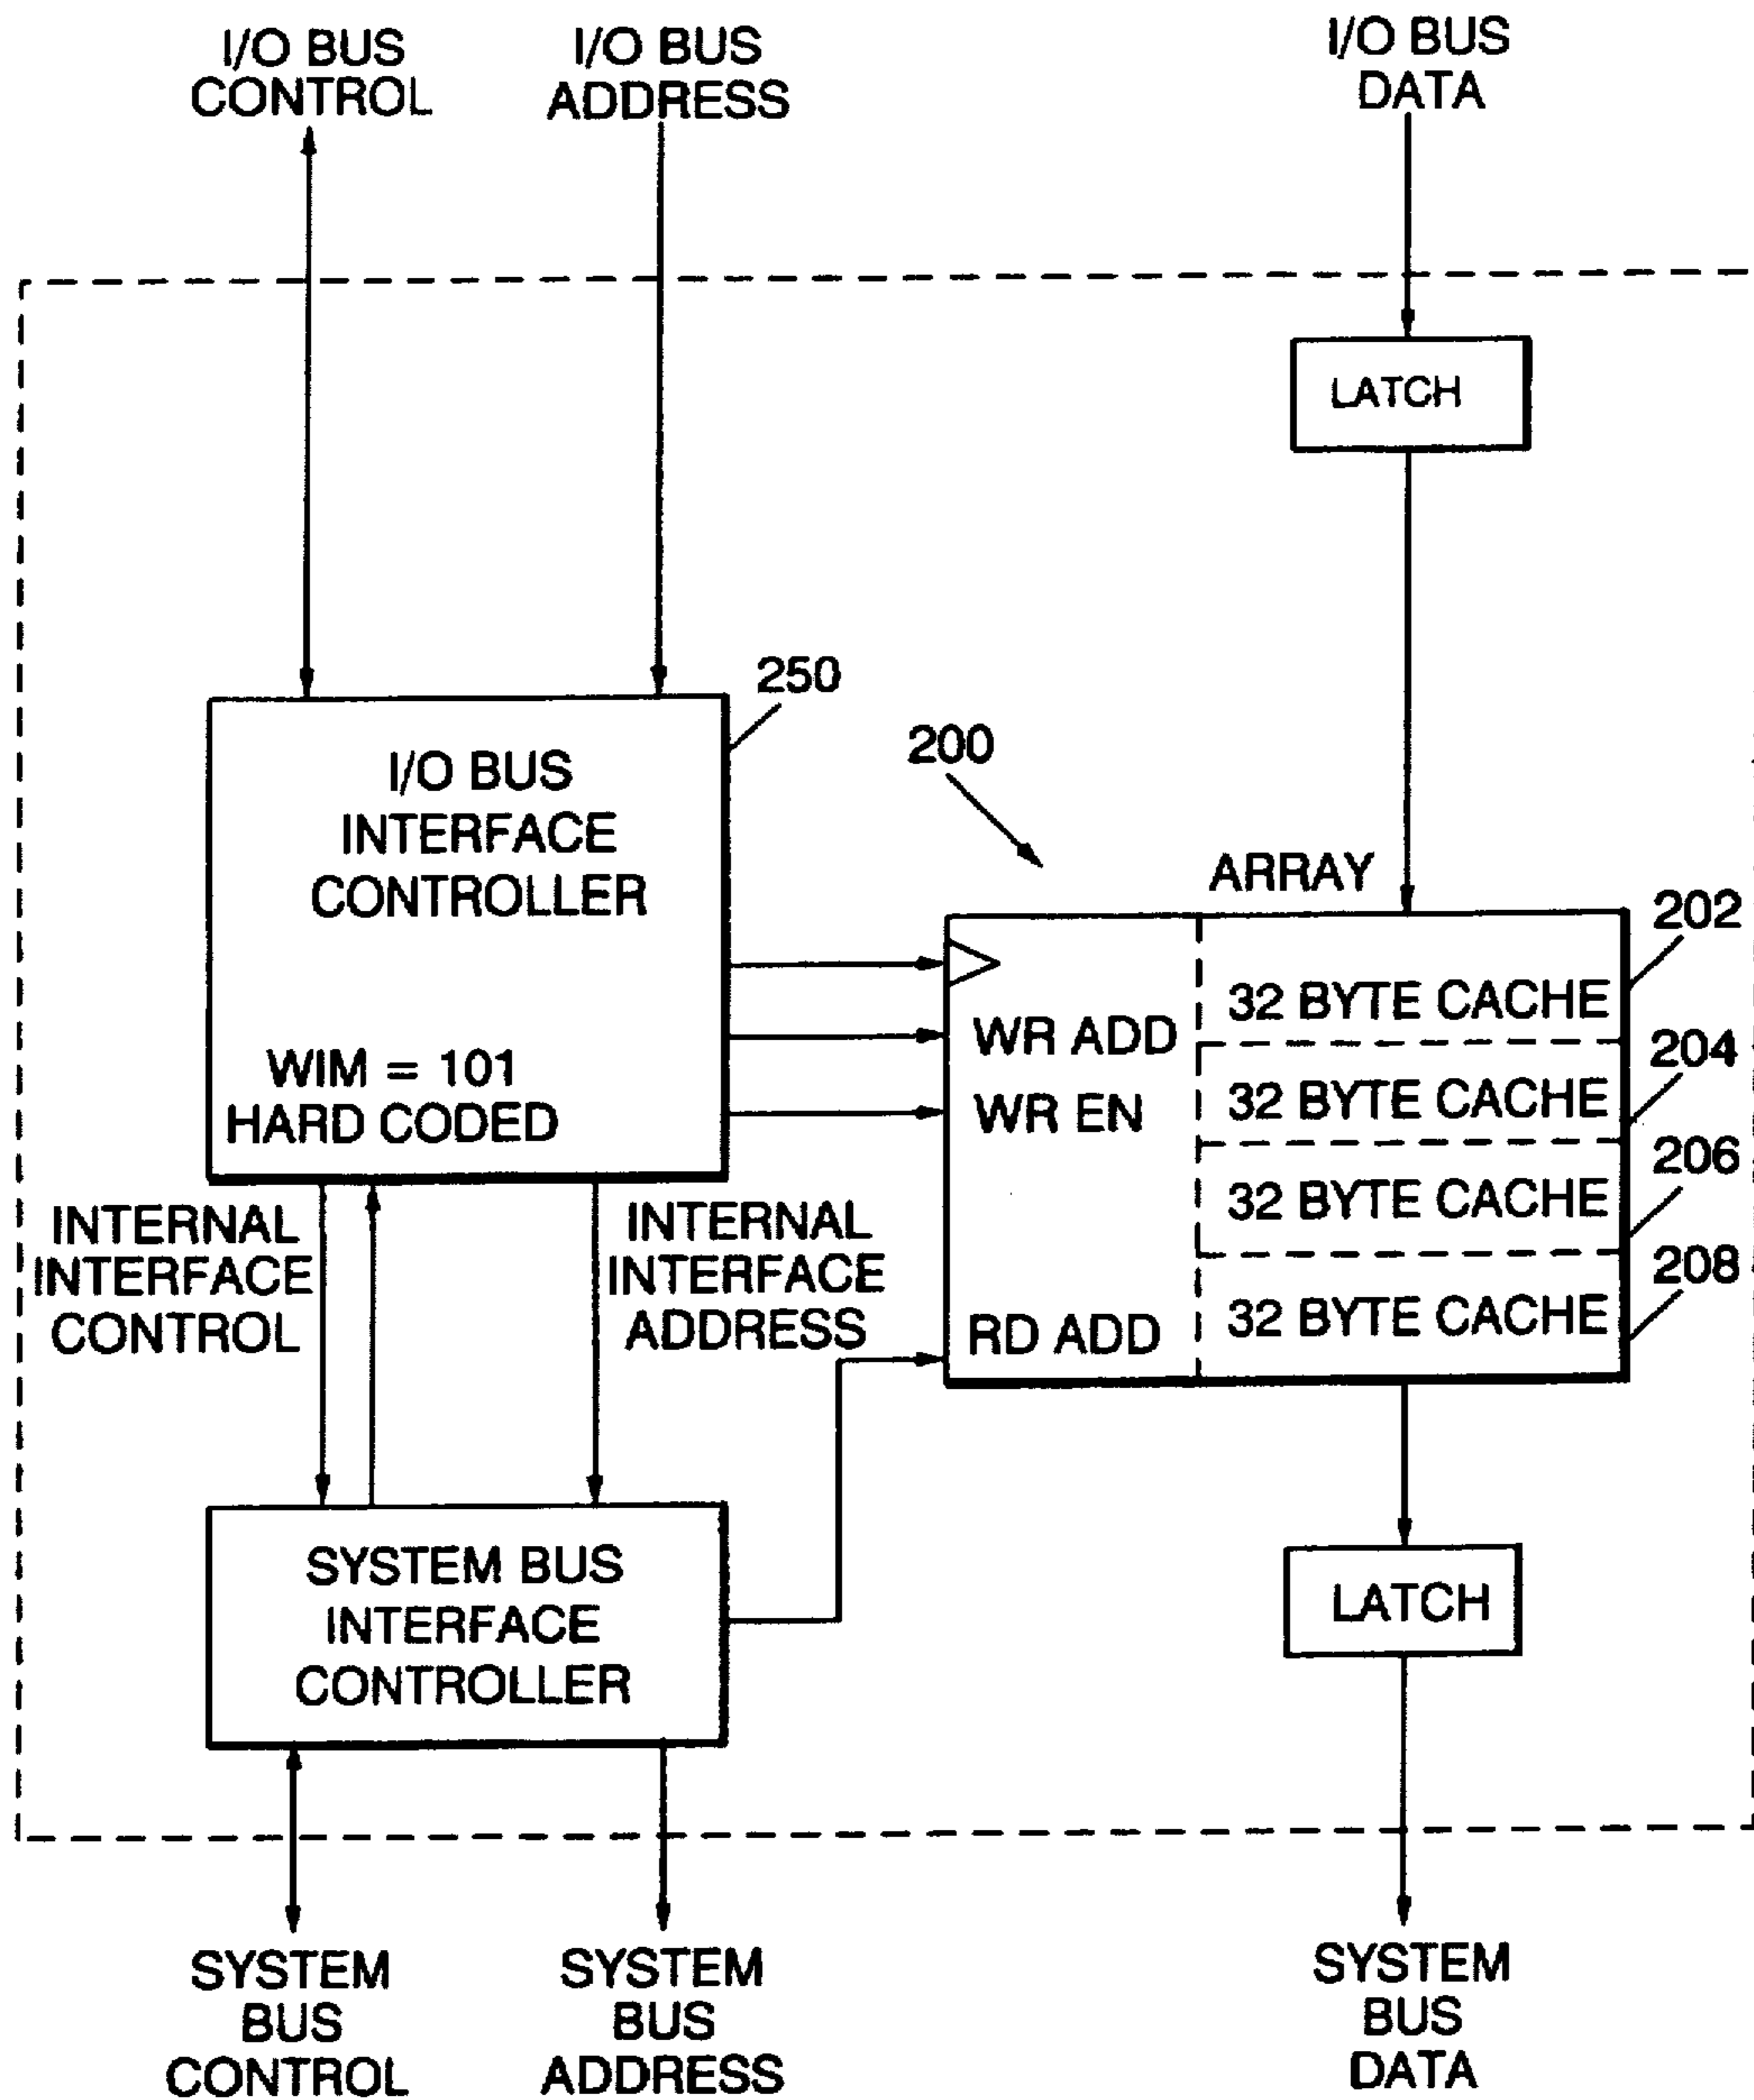 I/O BUS
CONTROL
I/O BUS
ADDRESS
I/O BUS
DATA
LATCH
250
I/O BUS
INTERFACE
CONTROLLER
WIM = 101
HARD CODED
200
ARRAY
202
32 BYTE CACHE
WR ADD
204
32 BYTE CACHE
WR EN
206
32 BYTE CACHE
208
32 BYTE CACHE
RD ADD
INTERNAL
INTERFACE
CONTROL
INTERNAL
INTERFACE
ADDRESS
SYSTEM BUS
INTERFACE
CONTROLLER
LATCH
SYSTEM
BUS
CONTROL
SYSTEM
BUS
ADDRESS
SYSTEM
BUS
DATA